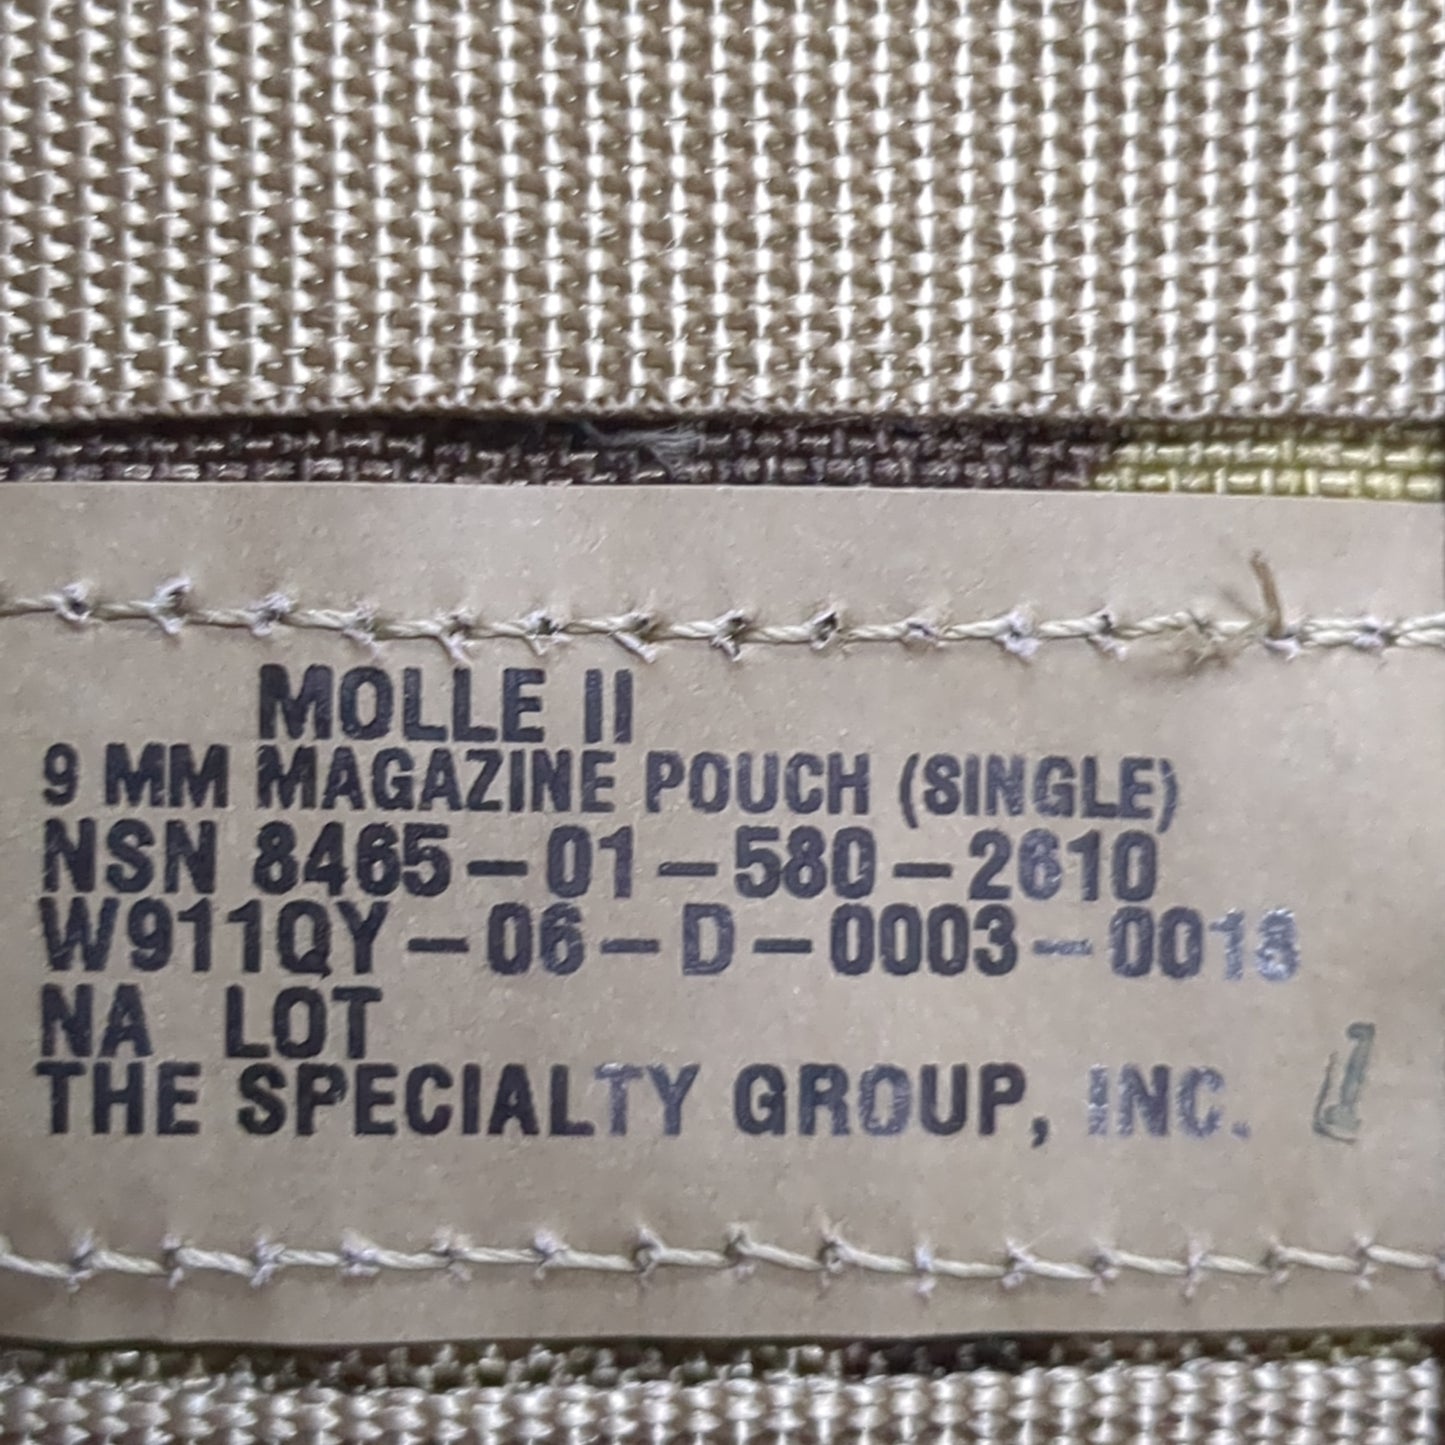 MOLLE II
9 MM MAGAZINE POUCH (SINGLE)
NSN 8465-01-580-2610
W911QY-06-D-0003-0018
NA LOT
THE SPECIALTY GROUP, INC. 1